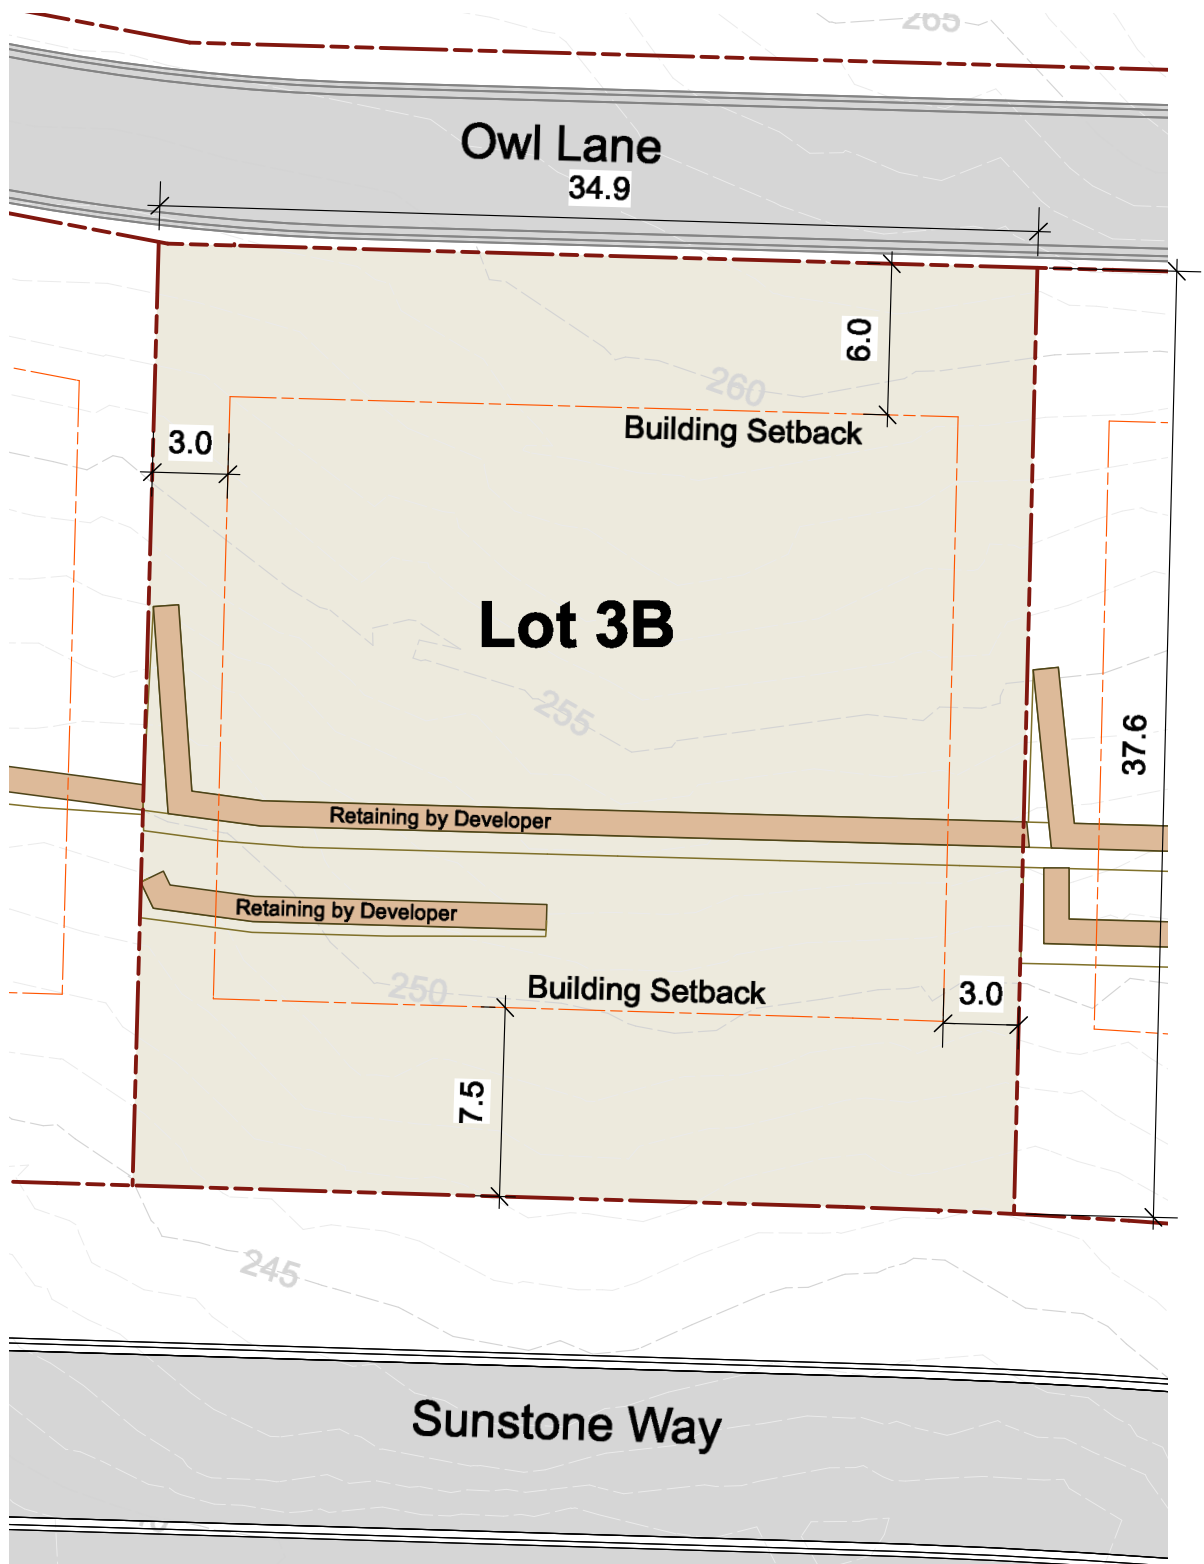 265
Owl Lane
34.9
6.0
260
Building Setback
3.0
Lot 3B
255
37.6
Retaining by Developer
Retaining by Developer
250
Building Setback
3.0
7.5
245
Sunstone Way